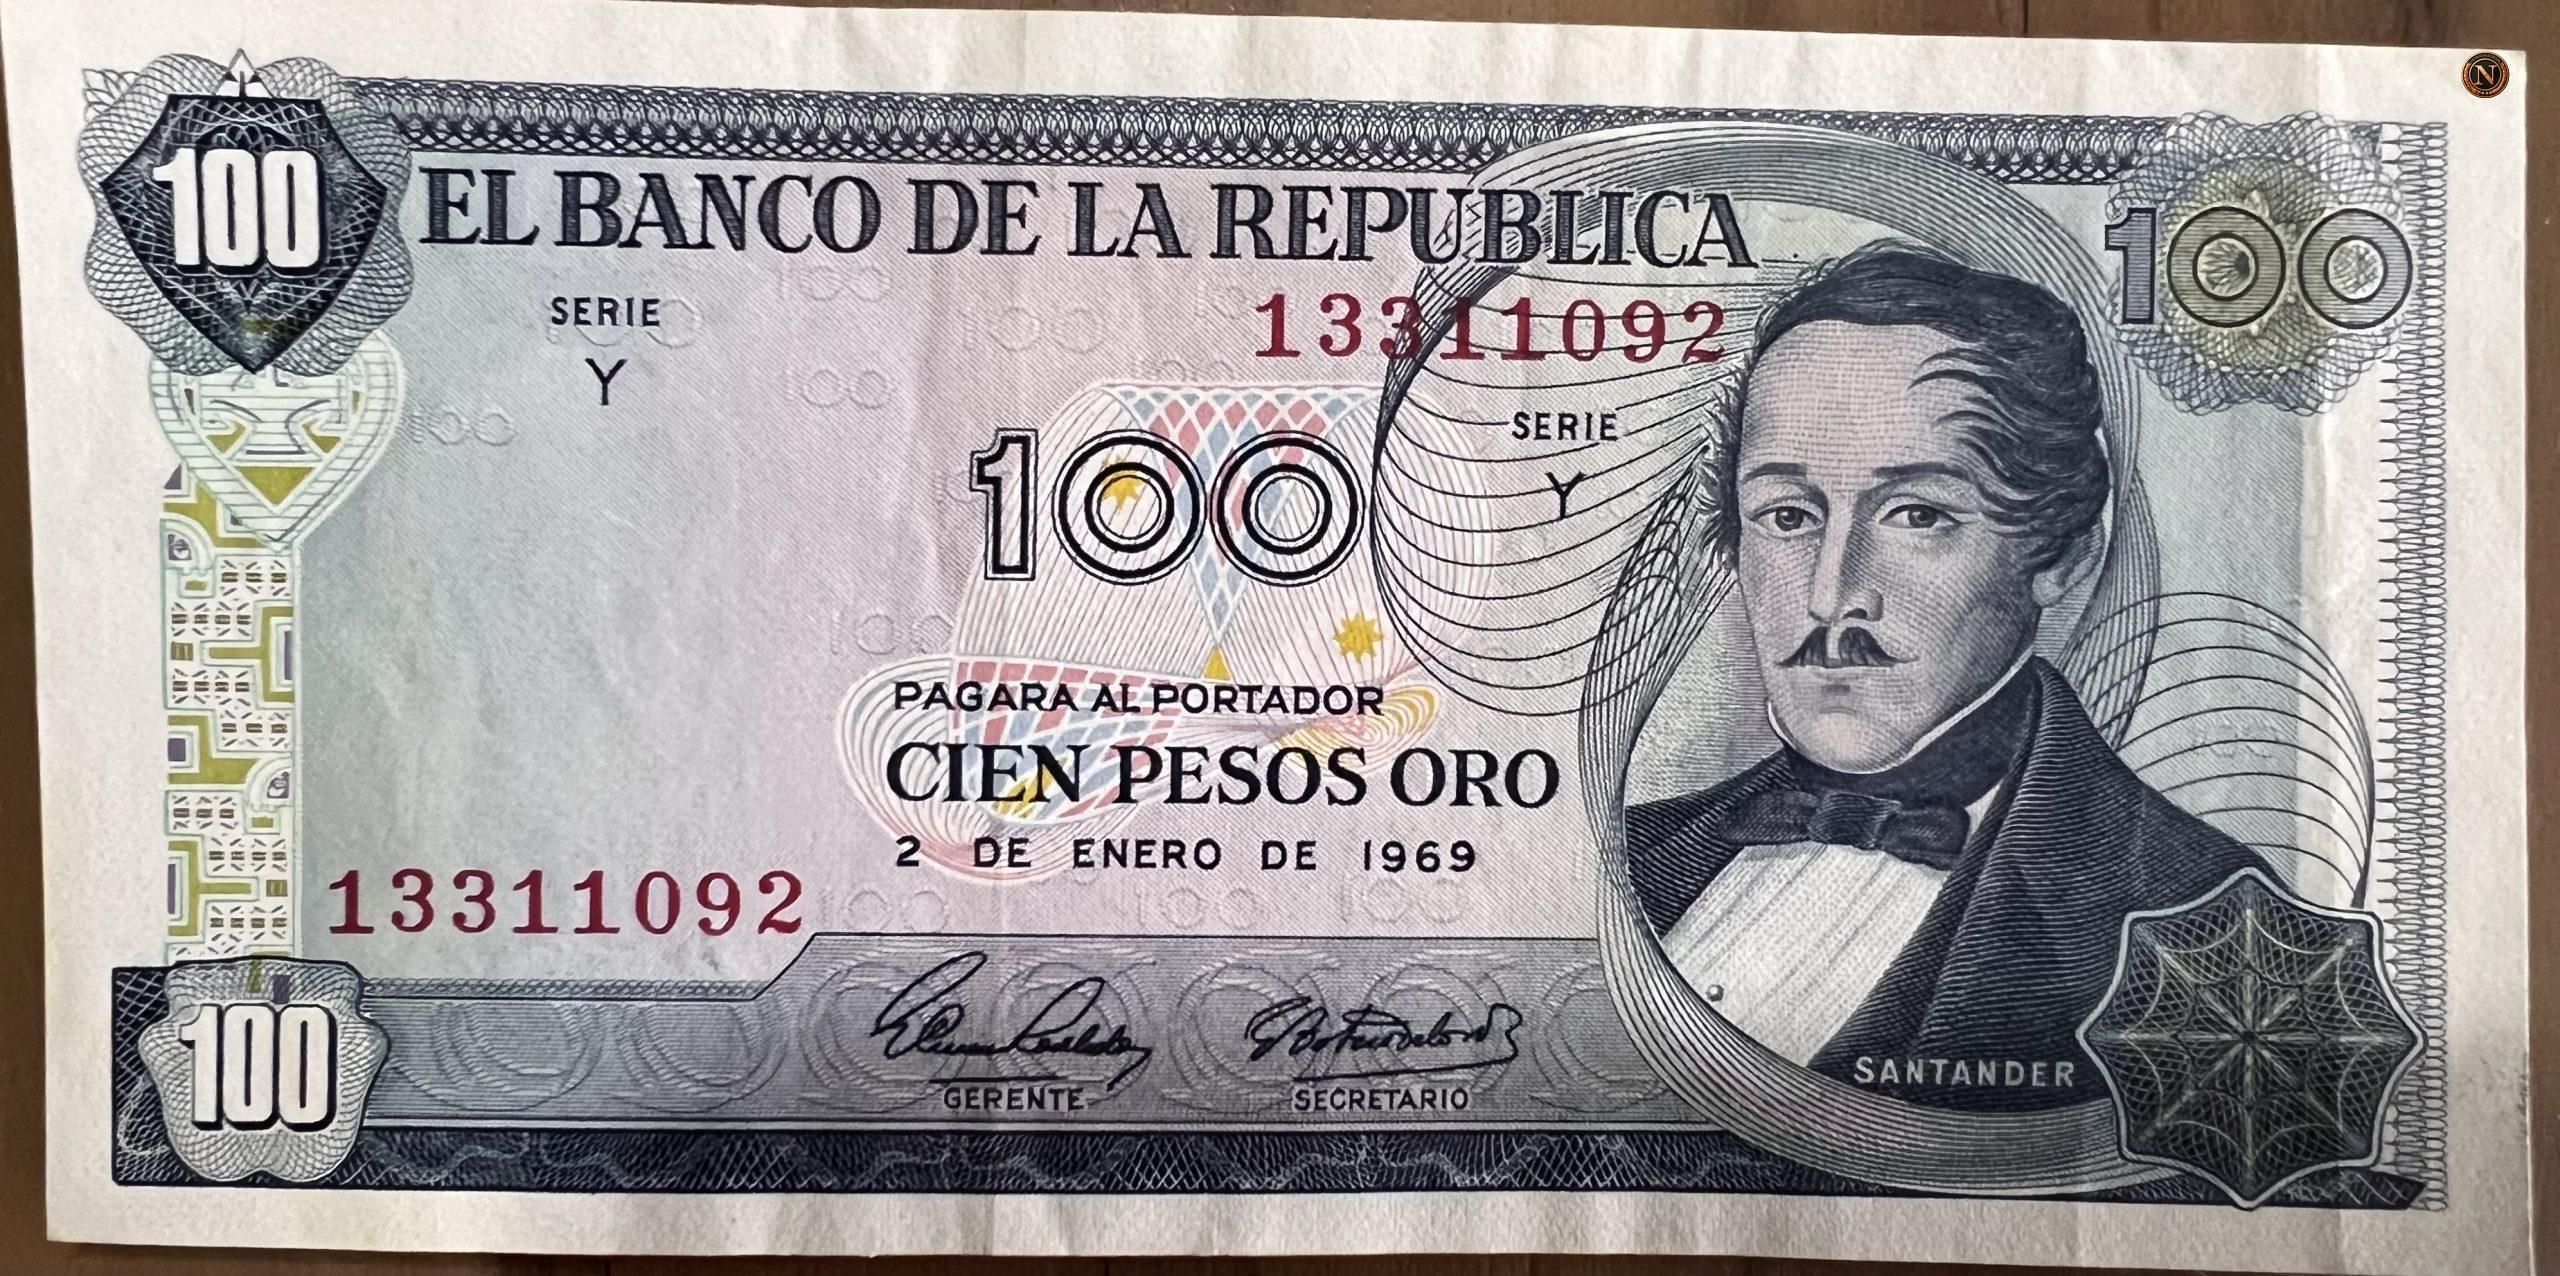 100
EL BANCO DE LA REPUBLICA
100
SERIE
Y
13311092
SERIE
Y
100
PAGARA AL PORTADOR
CIEN PESOS ORO
2 DE ENERO DE 1969
13311092
100
GERENTE
SECRETARIO
SANTANDER
N